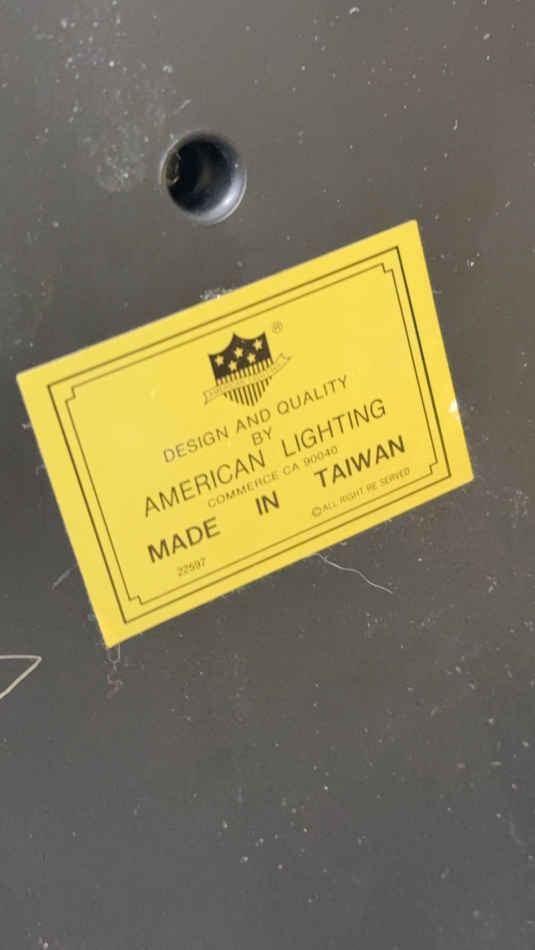 ®
DESIGN AND QUALITY
BY
AMERICAN LIGHTING
COMMERCE CA 90040
MADE IN TAIWAN
22597 ©ALL RIGHT RE SERVED